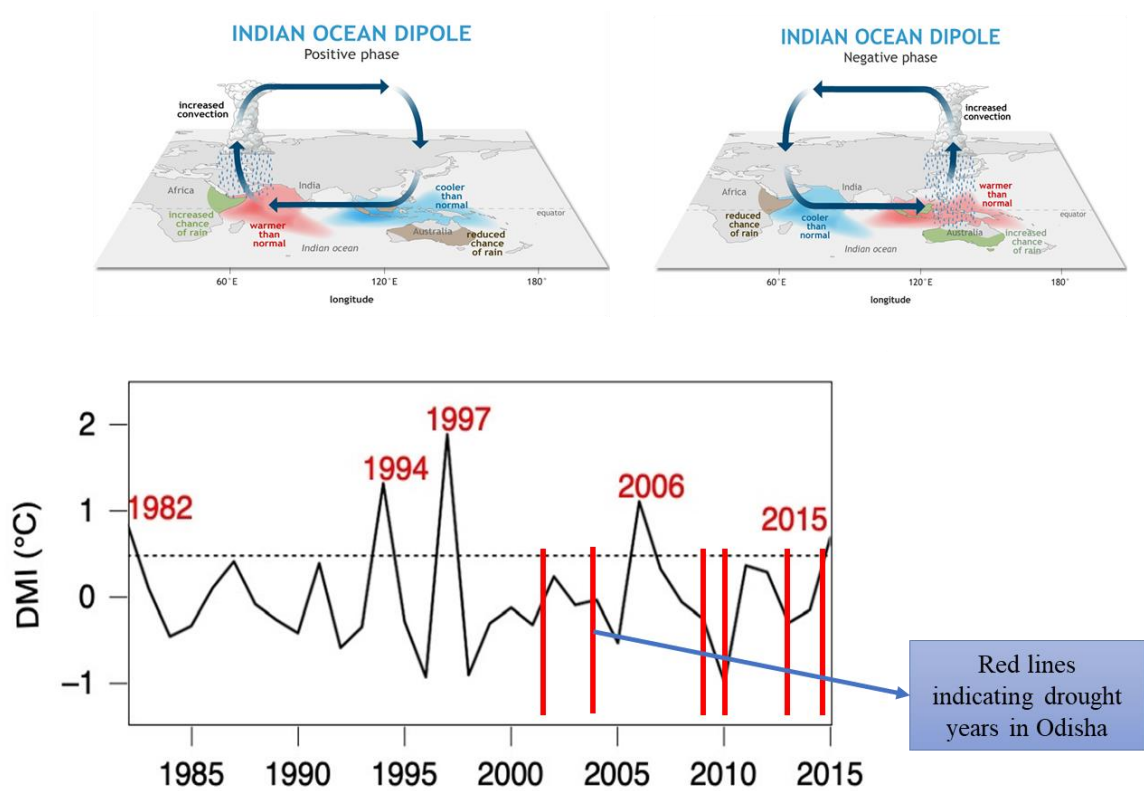 INDIAN OCEAN DIPOLE
Positive phase
increased
convection
Africa
India
cooler
than
normal
increased
chance
of rain
warmer
than
normal
Indian ocean
Australia
reduced
chance
of rain
equator
60°E
120°E
180°
longitude
INDIAN OCEAN DIPOLE
Negative phase
increased
convection
Africa
India
warmer
than
normal
reduced
chance
of rain
cooler
than
normal
Indian ocean
Australia
increased
chance
of rain
equator
60°E
120°E
180°
longitude
DMI (°C)
2
1
0
−1
1982
1994
1997
2006
2015
1985
1990
1995
2000
2005
2010
2015
Red lines
indicating drought
years in Odisha